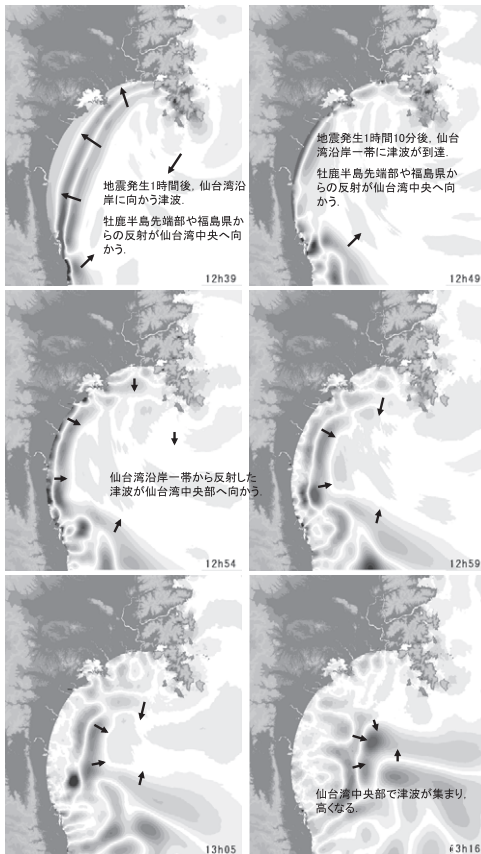 地震発生1時間後，仙台湾沿
岸に向かう津波．
牡鹿半島先端部や福島県か
らの反射が仙台湾中央へ向
かう．
12h39
地震発生1時間10分後，仙台
湾沿岸一帯に津波が到達．
牡鹿半島先端部や福島県か
らの反射が仙台湾中央へ向
かう．
12h49
仙台湾沿岸一帯から反射した
津波が仙台湾中央部へ向かう．
12h54
12h59
13h05
仙台湾中央部で津波が集まり，
高くなる．
13h16